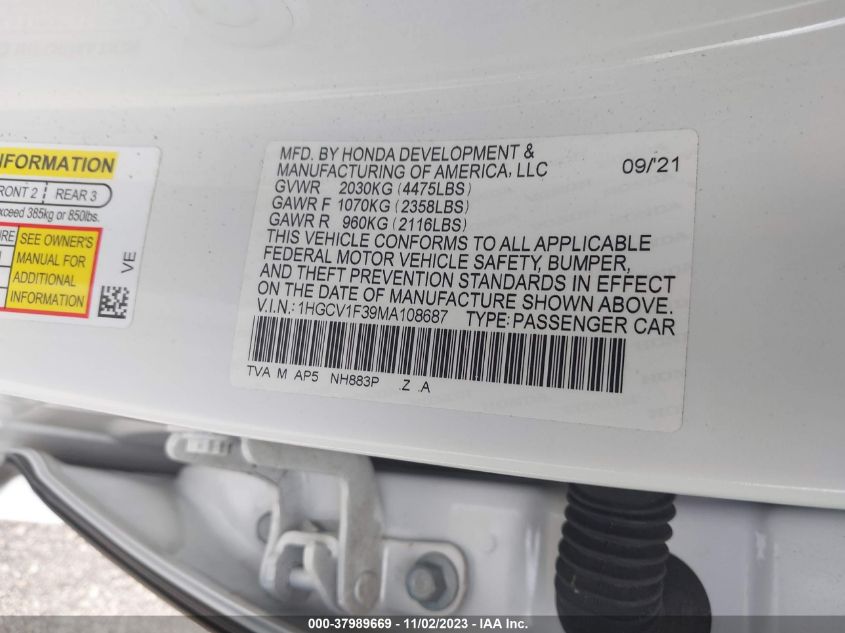 NFORMATION
FRONT 2 REAR 3
exceed 385kg or 850lbs.
SEE OWNER'S
MANUAL FOR
ADDITIONAL
INFORMATION
VE
MFD. BY HONDA DEVELOPMENT &
MANUFACTURING OF AMERICA, LLC 09/'21
GVWR 2030KG (4475LBS)
GAWR F 1070KG (2358LBS)
GAWR R 960KG (2116LBS)
THIS VEHICLE CONFORMS TO ALL APPLICABLE
FEDERAL MOTOR VEHICLE SAFETY, BUMPER,
AND THEFT PREVENTION STANDARDS IN EFFECT
ON THE DATE OF MANUFACTURE SHOWN ABOVE.
V.I.N.: 1HGCV1F39MA108687 TYPE: PASSENGER CAR
TVA M AP5 NH883P .Z .A
000-37989669 - 11/02/2023 - IAA Inc.